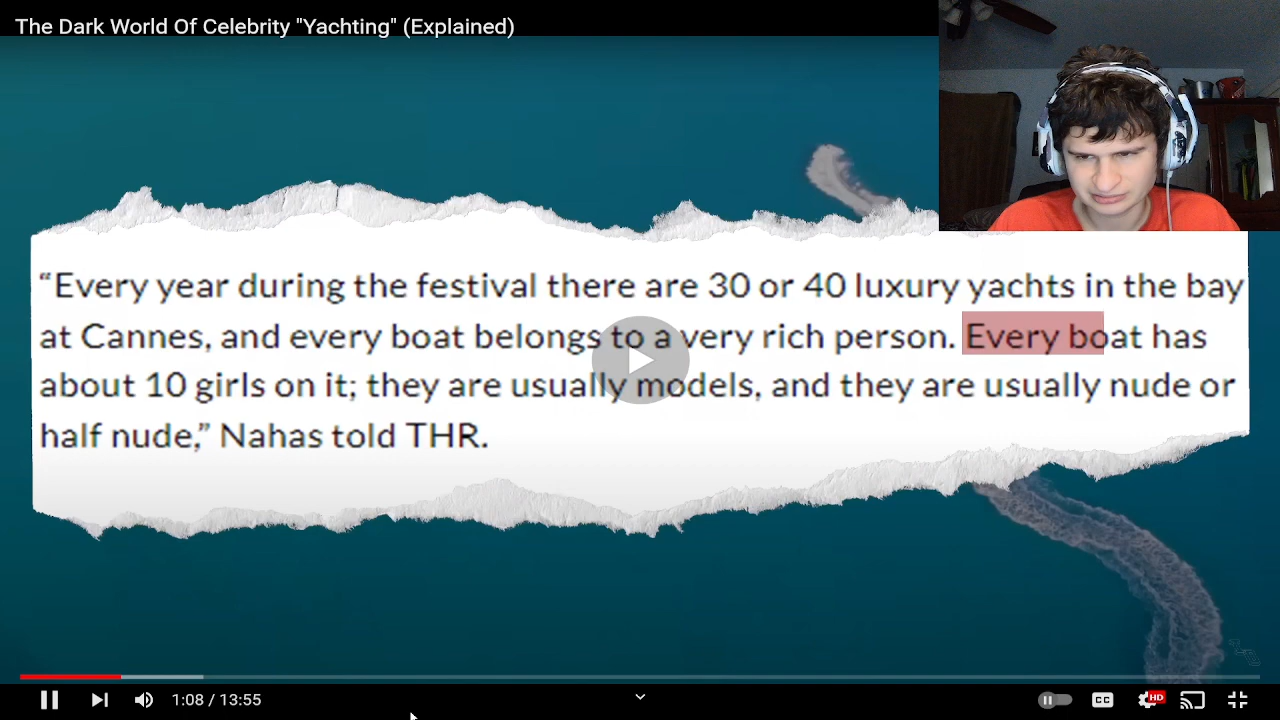 The Dark World Of Celebrity "Yachting" (Explained)
“Every year during the festival there are 30 or 40 luxury yachts in the bay
at Cannes, and every boat belongs to a very rich person. Every boat has
about 10 girls on it; they are usually models, and they are usually nude or
half nude,” Nahas told THR.
1:08 / 13:55
CC
HD